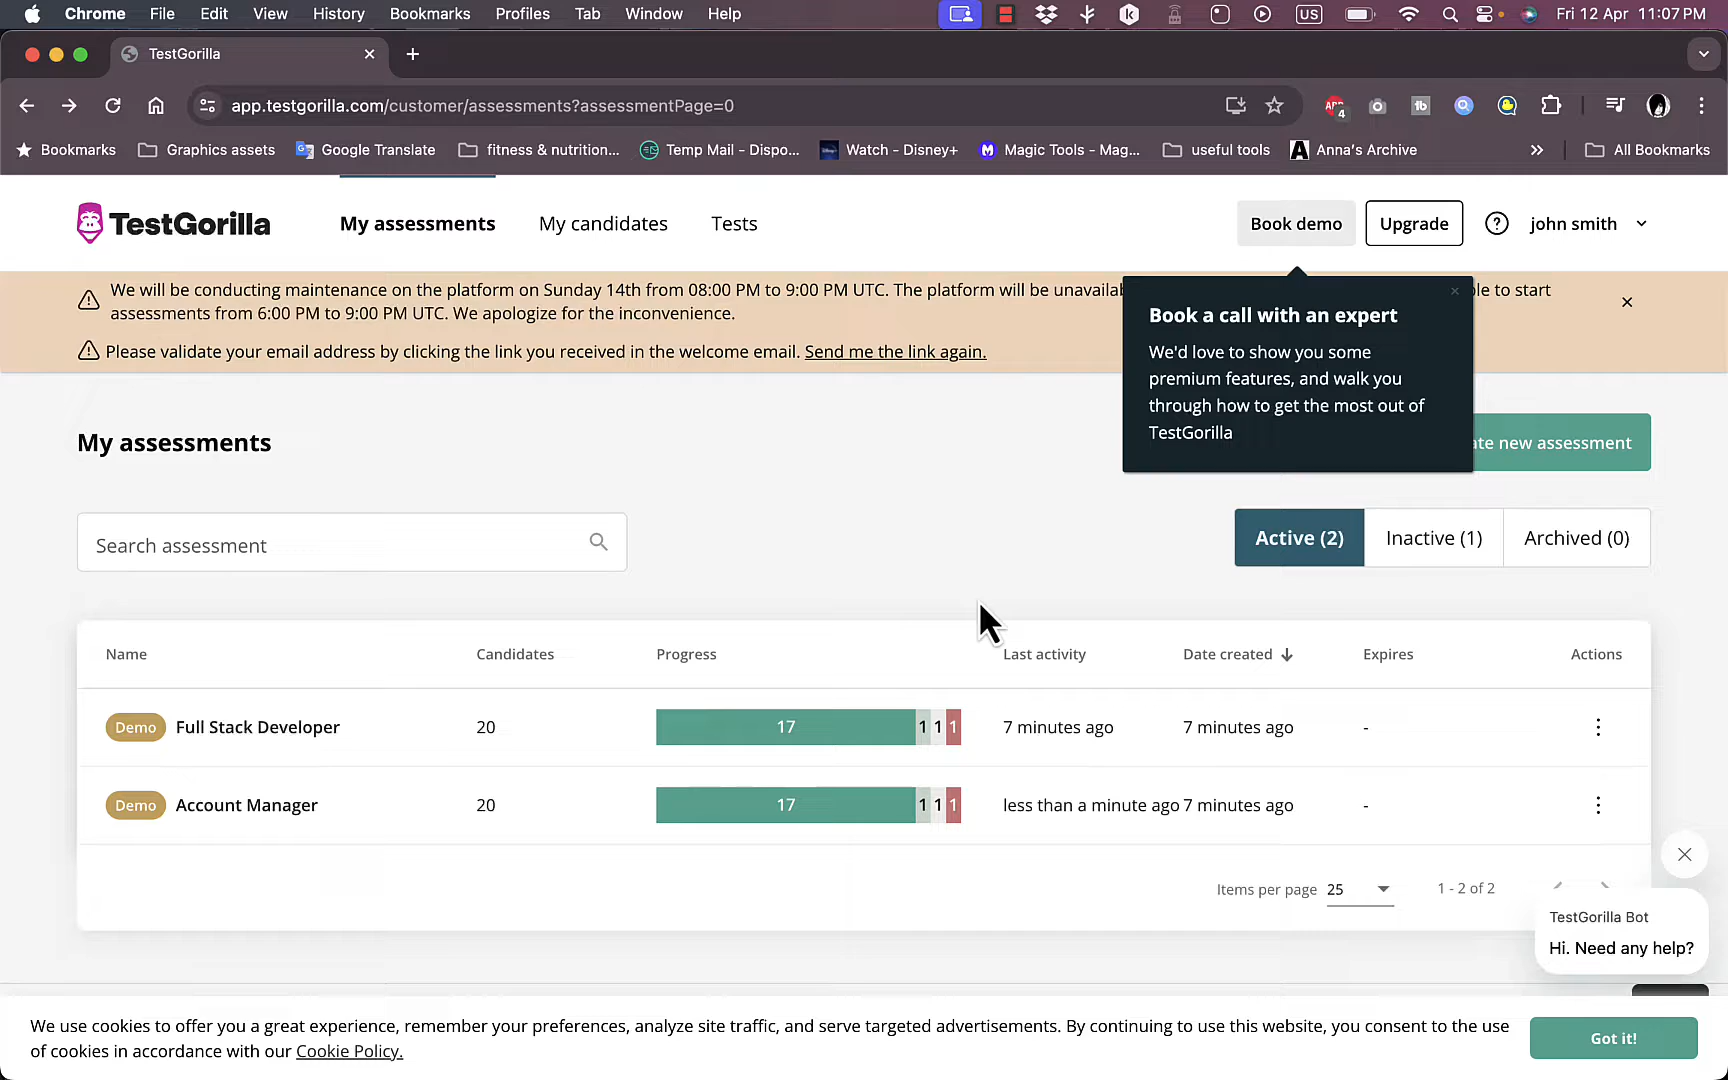 Chrome File Edit View History Bookmarks Profiles Tab Window Help US Fri 12 Apr 11:07 PM
TestGorilla
app.testgorilla.com/customer/assessments?assessmentPage=0
ABP 4 tb
Bookmarks Graphics assets Google Translate fitness & nutrition... Temp Mail - Dispo... Watch - Disney+ Magic Tools - Mag... useful tools Anna's Archive » All Bookmarks
TestGorilla My assessments My candidates Tests Book demo Upgrade john smith
We will be conducting maintenance on the platform on Sunday 14th from 08:00 PM to 9:00 PM UTC. The platform will be to start
assessments from 6:00 PM to 9:00 PM UTC. We apologize for the inconvenience.
Please validate your email address by clicking the link you received in the welcome email. Send me the link again.
Book a call with an expert
We'd love to show you some
premium features, and walk you
through how to get the most out of
TestGorilla
My assessments
new assessment
Search assessment
Active (2) Inactive (1) Archived (0)
Name Candidates Progress Last activity Date created Expires Actions
Demo Full Stack Developer 20 17 1 1 1 7 minutes ago 7 minutes ago -
Demo Account Manager 20 17 1 1 1 less than a minute ago 7 minutes ago -
Items per page 25 1 - 2 of 2
TestGorilla Bot
Hi. Need any help?
We use cookies to offer you a great experience, remember your preferences, analyze site traffic, and serve targeted advertisements. By continuing to use this website, you consent to the use
of cookies in accordance with our Cookie Policy.
Got it!